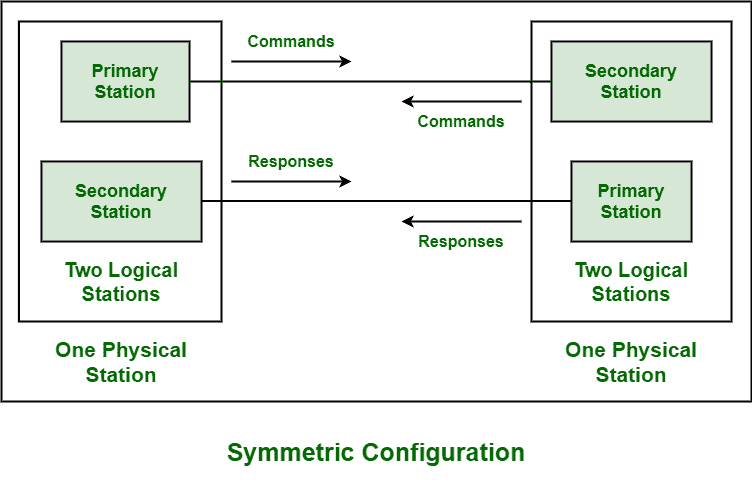 Commands
Primary
Station
Secondary
Station
Commands
Responses
Secondary
Station
Primary
Station
Responses
Two Logical
Stations
Two Logical
Stations
One Physical
Station
One Physical
Station
Symmetric Configuration